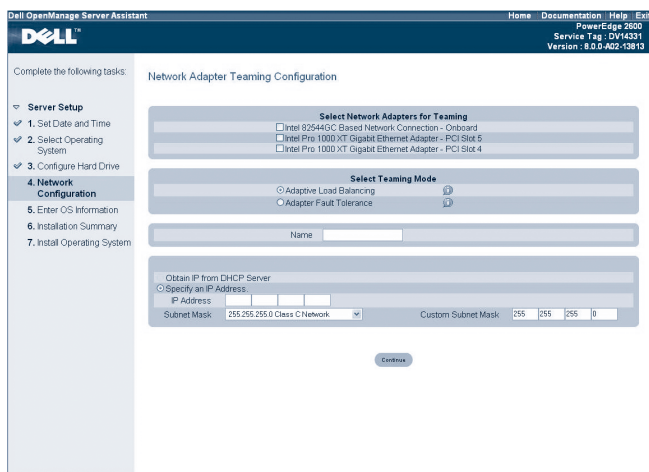 Dell OpenManage Server Assistant
Home Documentation Help Exit
PowerEdge 2600
Service Tag : DV14331
Version : 8.0.0-A02-13813
DELL™
Complete the following tasks:
Server Setup
1. Set Date and Time
2. Select Operating
System
3. Configure Hard Drive
4. Network
Configuration
5. Enter OS Information
6. Installation Summary
7. Install Operating System
Network Adapter Teaming Configuration
Select Network Adapters for Teaming
Intel 82544GC Based Network Connection - Onboard
Intel Pro 1000 XT Gigabit Ethernet Adapter - PCI Slot 5
Intel Pro 1000 XT Gigabit Ethernet Adapter - PCI Slot 4
Select Teaming Mode
Adaptive Load Balancing
Adapter Fault Tolerance
Name
Obtain IP from DHCP Server
Specify an IP Address.
IP Address
Subnet Mask 255.255.255.0 Class C Network Custom Subnet Mask 255 255 255 0
Continue